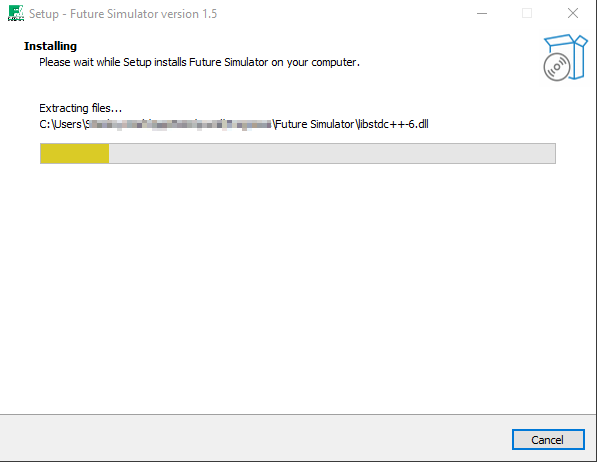 Setup - Future Simulator version 1.5
Installing
Please wait while Setup installs Future Simulator on your computer.
Extracting files...
C:\Users\S \Future Simulator\libstdc++-6.dll
Cancel